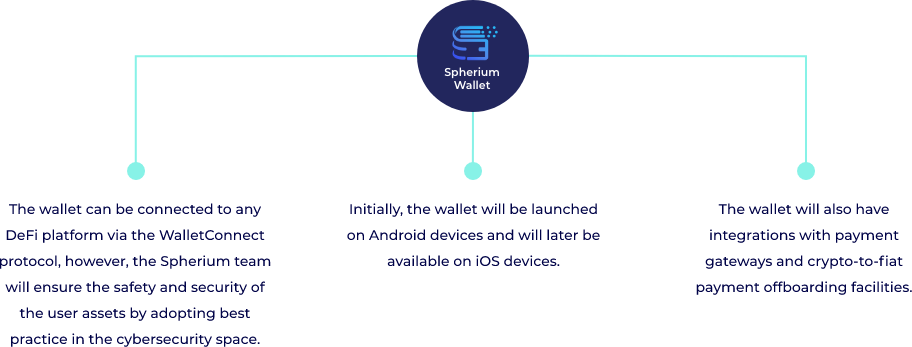 Spherium
Wallet
The wallet can be connected to any
DeFi platform via the WalletConnect
protocol, however, the Spherium team
will ensure the safety and security of
the user assets by adopting best
practice in the cybersecurity space.
Initially, the wallet will be launched
on Android devices and will later be
available on iOS devices.
The wallet will also have
integrations with payment
gateways and crypto-to-fiat
payment offboarding facilities.